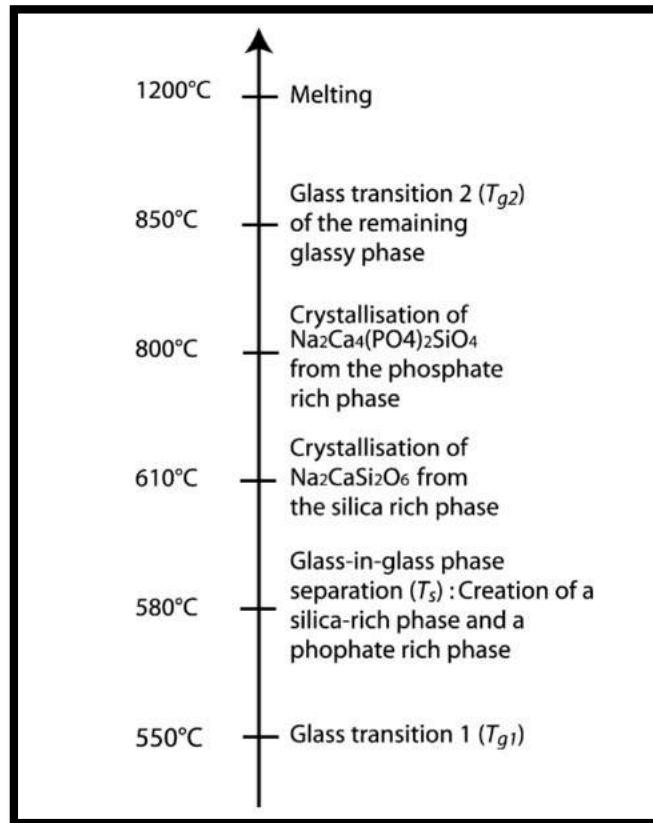 1200°C Melting
Glass transition 2 (Tg2)
850°C of the remaining
glassy phase
Crystallisation of
800°C Na2Ca4(PO4)2SiO4
from the phosphate
rich phase
Crystallisation of
610°C Na2CaSi2O6 from
the silica rich phase
Glass-in-glass phase
separation (Ts) : Creation of a
580°C silica-rich phase and a
phophate rich phase
550°C Glass transition 1 (Tg1)